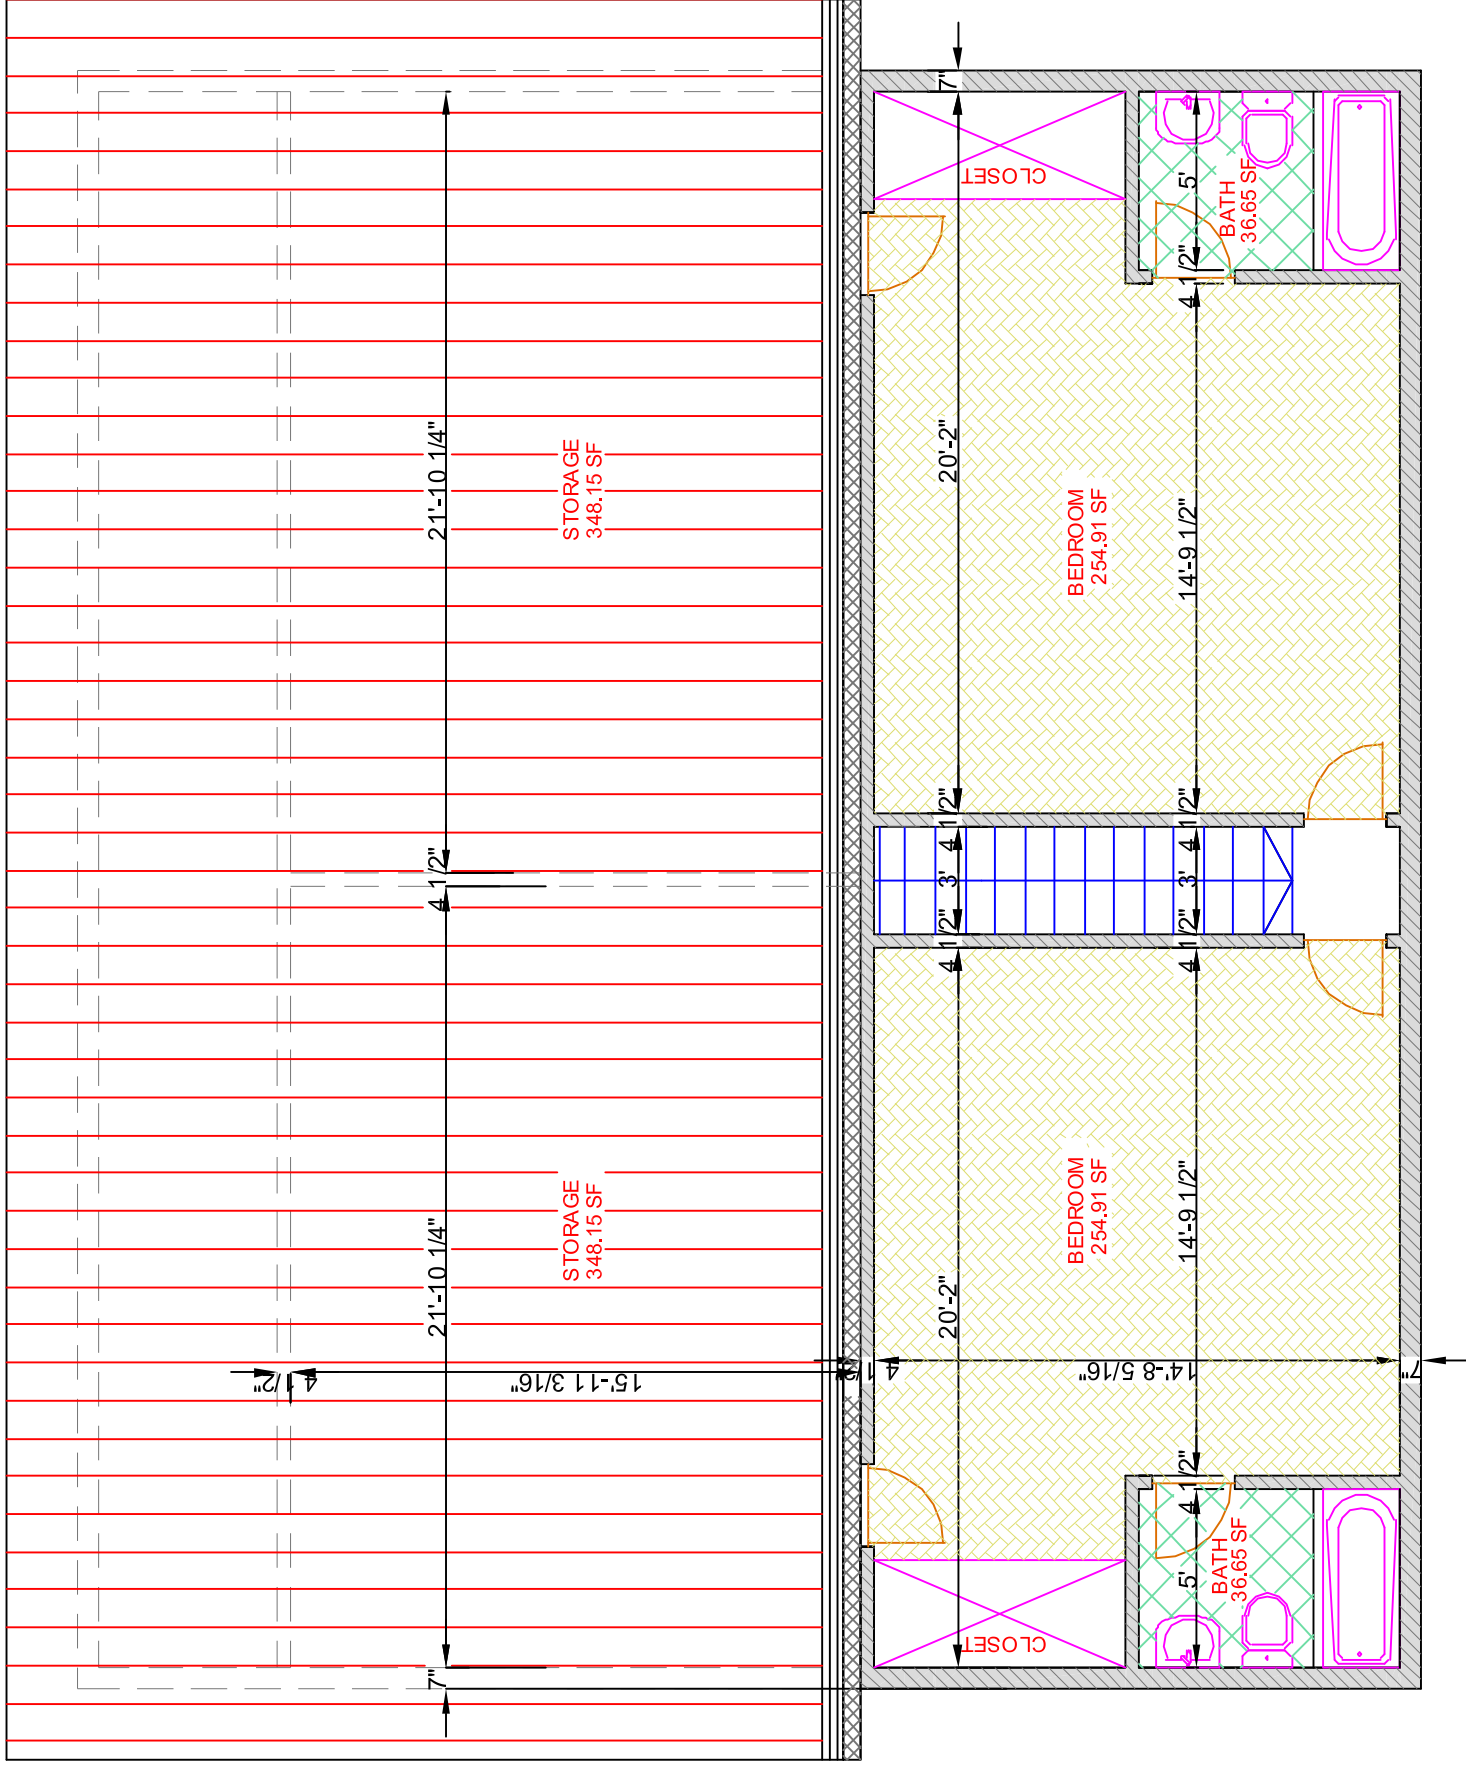 21'-10 1/4"
4 1/2"
21'-10 1/4"
7"
STORAGE
348.15 SF
STORAGE
348.15 SF
4 1/2"
15'-11 3/16"
4 1/2"
14'-8 5/16"
7"
7"
20'-2"
4 1/2"
3'
4 1/2"
20'-2"
CLOSET
CLOSET
BEDROOM
254.91 SF
BEDROOM
254.91 SF
5'
4 1/2"
14'-9 1/2"
4 1/2"
3'
4 1/2"
14'-9 1/2"
4 1/2"
5'
BATH
36.65 SF
BATH
36.65 SF